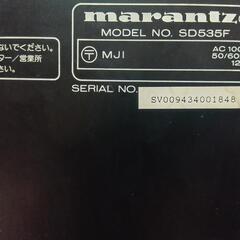 marantz
MODEL NO. SD535F
ないでください。
ター/営業所
い。
〒 MJI
AC 100
50/60
12
SERIAL NO.
SV009434001848